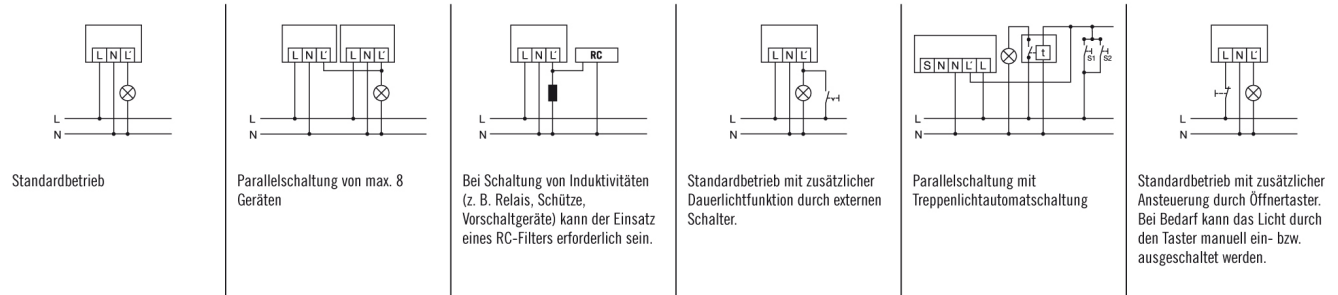 L N L'
L
N
Standardbetrieb
L N L' L N L'
L
N
Parallelschaltung von max. 8
Geräten
L N L' RC
L
N
Bei Schaltung von Induktivitäten
(z. B. Relais, Schütze,
Vorschaltgeräte) kann der Einsatz
eines RC-Filters erforderlich sein.
L N L'
L
N
Standardbetrieb mit zusätzlicher
Dauerlichtfunktion durch externen
Schalter.
t
S1 S2
S N N L' L
L
N
Parallelschaltung mit
Treppenlichtautomatschaltung
L N L'
L
N
Standardbetrieb mit zusätzlicher
Ansteuerung durch Öffnertaster.
Bei Bedarf kann das Licht durch
den Taster manuell ein- bzw.
ausgeschaltet werden.